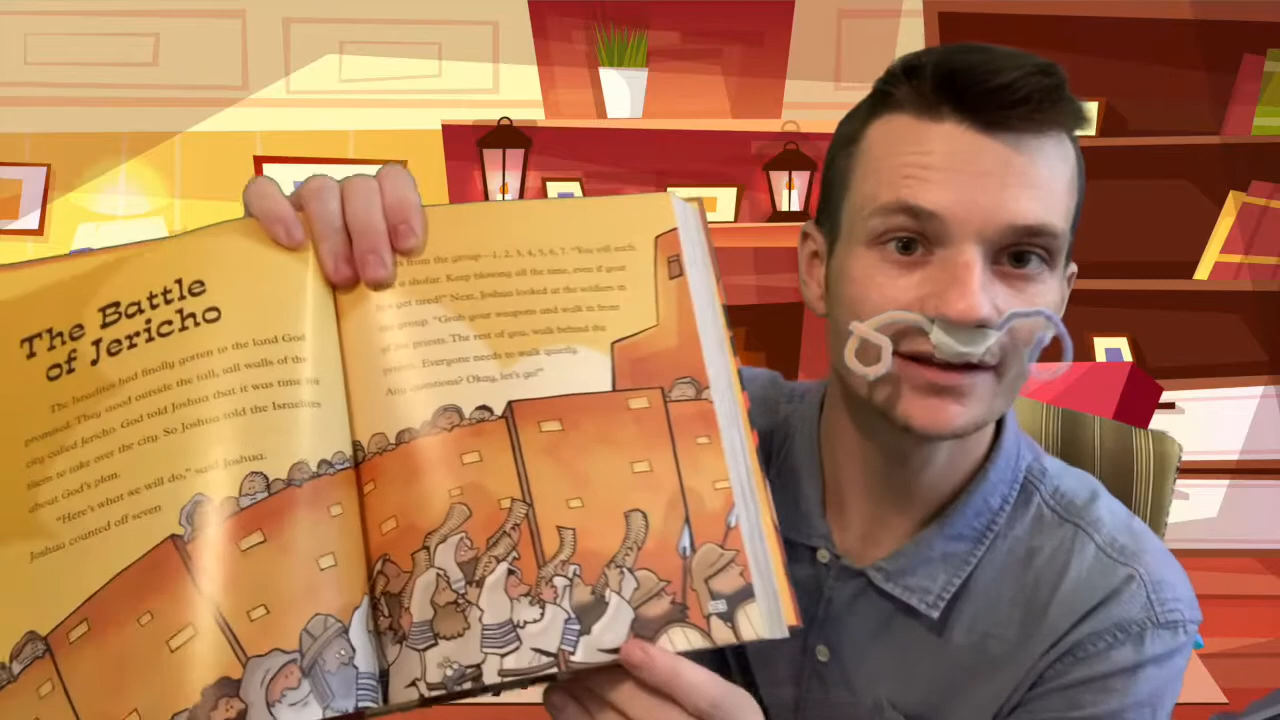 The Battle
of Jericho
The Israelites had finally gotten to the land God
promised. They stood outside the tall, tall walls of the
city called Jericho. God told Joshua that it was time for
them to take over the city. So Joshua told the Israelites
about God's plan.
"Here's what we will do," said Joshua.
Joshua counted off seven
from the group—1, 2, 3, 4, 5, 6, 7. "You will each
a shofar. Keep blowing all the time, even if your
get tired!" Next, Joshua looked at the soldiers in
the group. "Grab your weapons and walk in front
of the priests. The rest of you, walk behind the
priests. Everyone needs to walk quietly.
Any questions? Okay, let's go!"